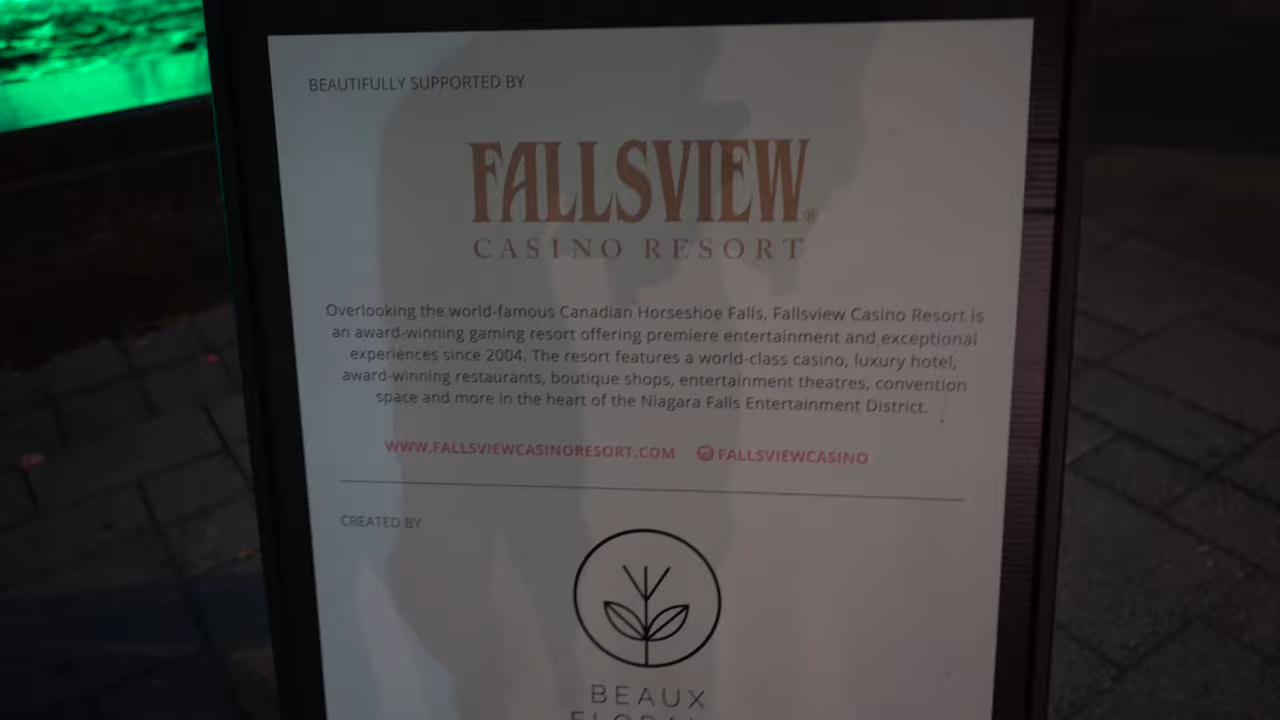 BEAUTIFULLY SUPPORTED BY
FALLSVIEW®
CASINO RESORT
Overlooking the world-famous Canadian Horseshoe Falls, Fallsview Casino Resort is
an award-winning gaming resort offering premiere entertainment and exceptional
experiences since 2004. The resort features a world-class casino, luxury hotel,
award-winning restaurants, boutique shops, entertainment theatres, convention
space and more in the heart of the Niagara Falls Entertainment District.
WWW.FALLSVIEWCASINORESORT.COM FALLSVIEWCASINO
CREATED BY
BEAUX